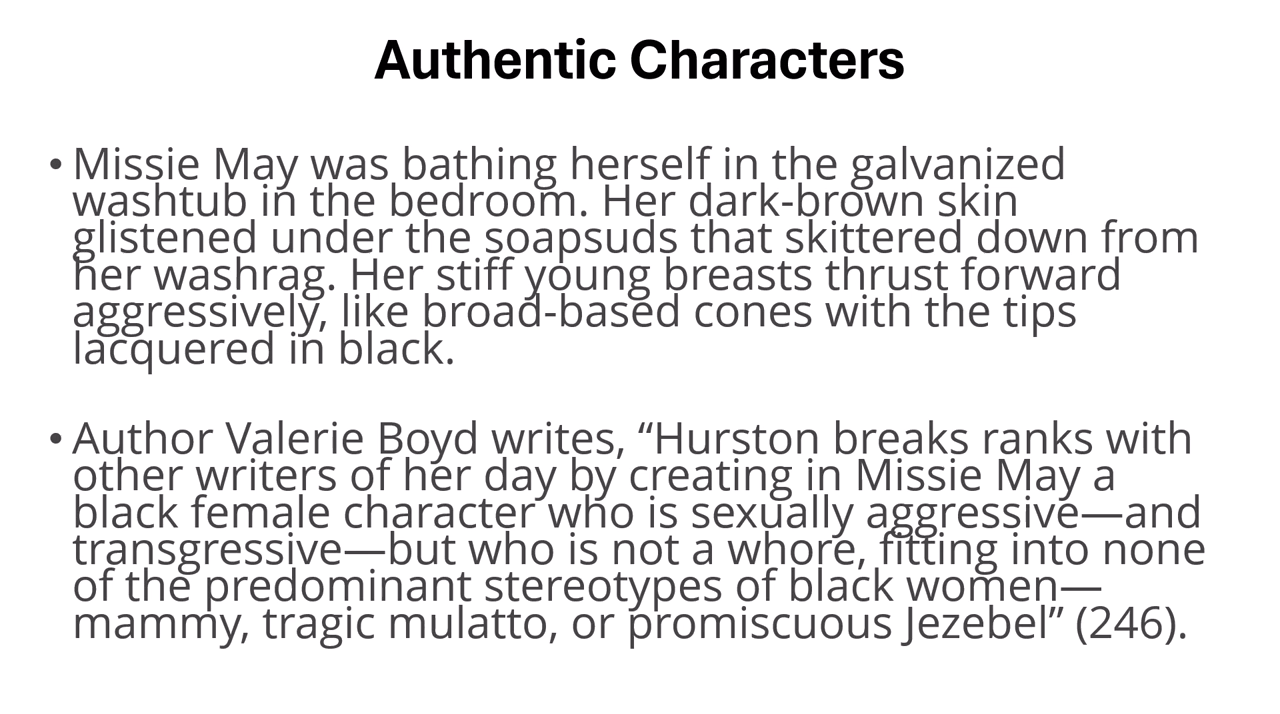 Authentic Characters
• Missie May was bathing herself in the galvanized
washtub in the bedroom. Her dark-brown skin
glistened under the soapsuds that skittered down from
her washrag. Her stiff young breasts thrust forward
aggressively, like broad-based cones with the tips
lacquered in black.
• Author Valerie Boyd writes, “Hurston breaks ranks with
other writers of her day by creating in Missie May a
black female character who is sexually aggressive—and
transgressive—but who is not a whore, fitting into none
of the predominant stereotypes of black women—
mammy, tragic mulatto, or promiscuous Jezebel” (246).